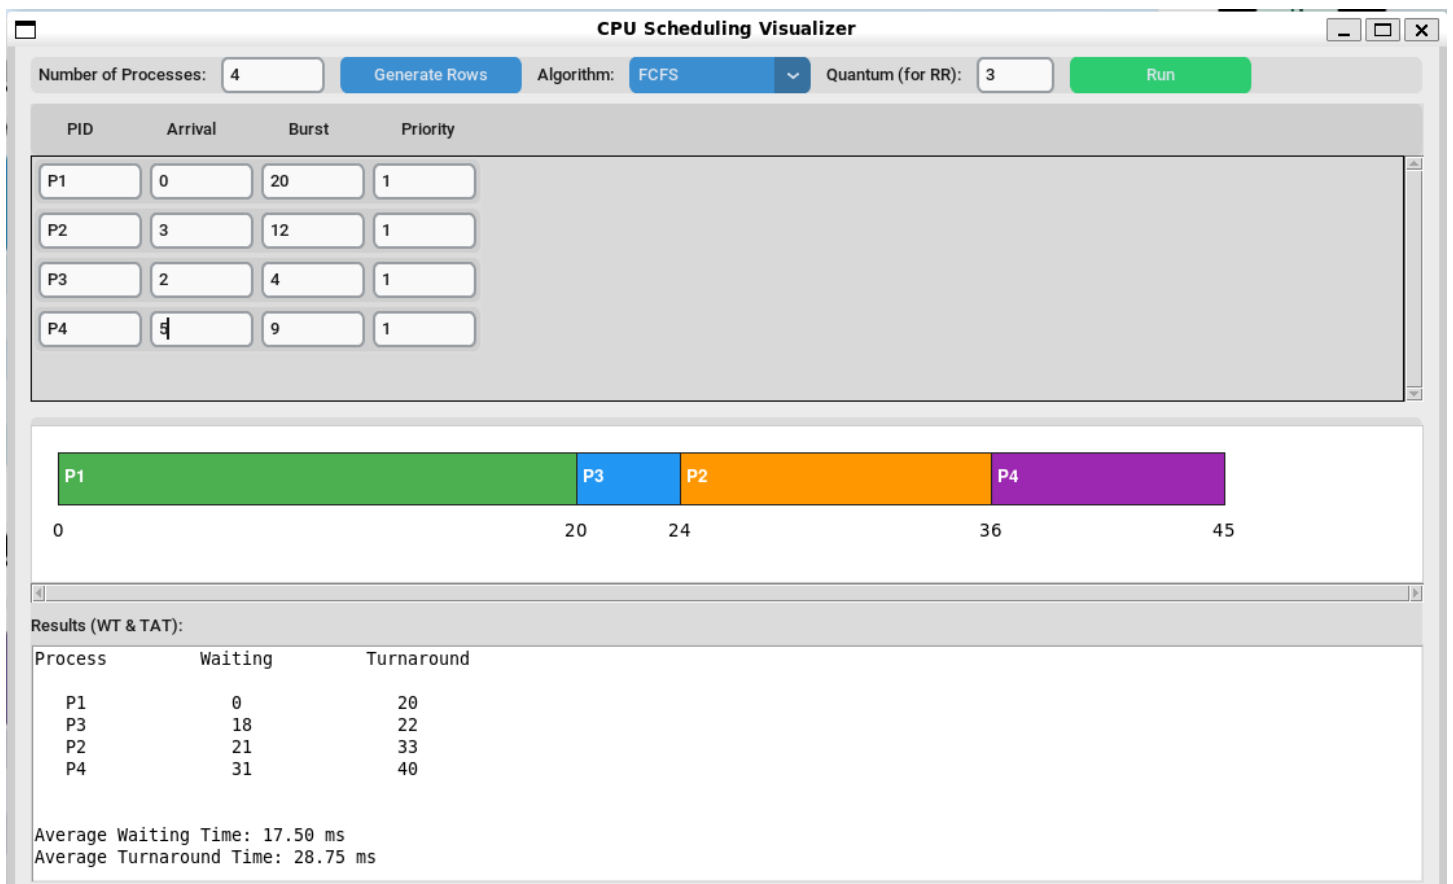 CPU Scheduling Visualizer
Number of Processes: 4 Generate Rows Algorithm: FCFS Quantum (for RR): 3 Run
PID Arrival Burst Priority
P1 0 20 1
P2 3 12 1
P3 2 4 1
P4 5 9 1
P1 P3 P2 P4
0 20 24 36 45
Results (WT & TAT):
Process Waiting Turnaround
P1 0 20
P3 18 22
P2 21 33
P4 31 40
Average Waiting Time: 17.50 ms
Average Turnaround Time: 28.75 ms